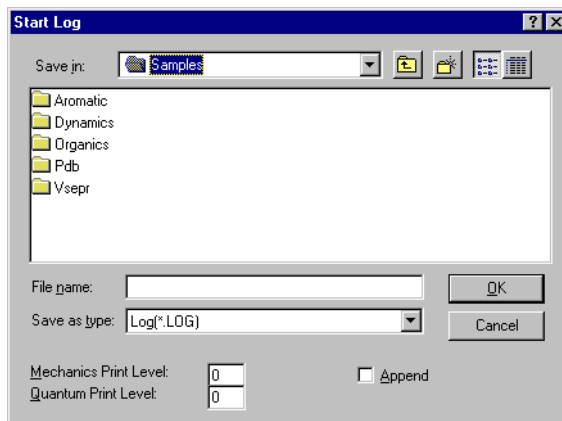 Start Log
Save in: Samples
Aromatic
Dynamics
Organics
Pdb
Vsepr
File name:
OK
Save as type: Log(*.LOG)
Cancel
Mechanics Print Level: 0
Append
Quantum Print Level: 0